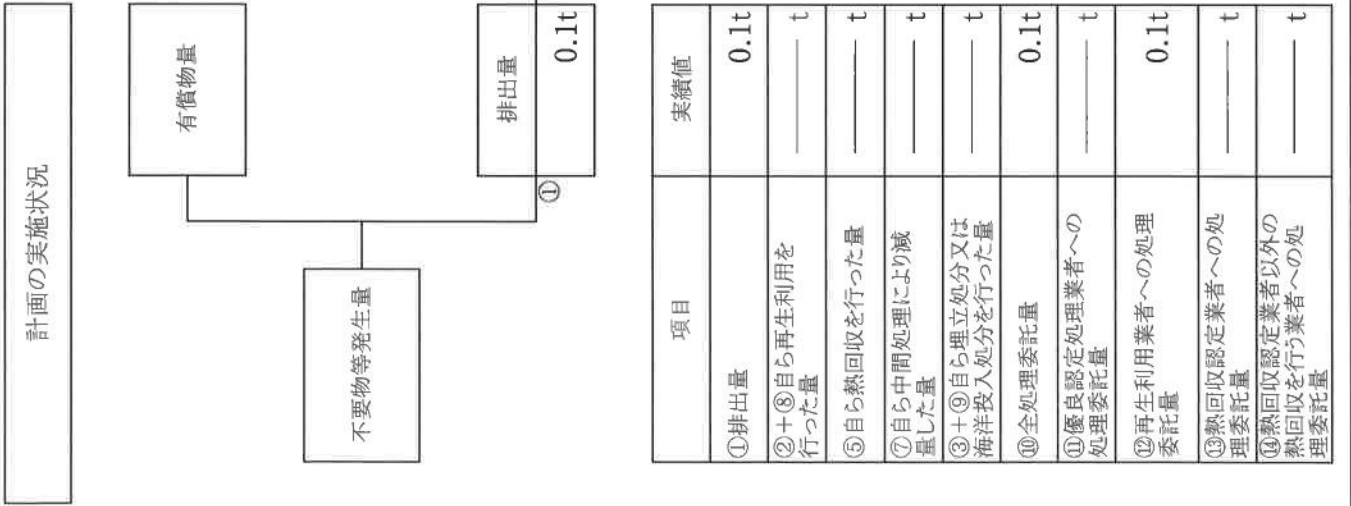 計画の実施状況
有償物量
不要物等発生量
排出量
① 0.1t
項目 実績値
①排出量 0.1t
②+⑧自ら再生利用を
行った量 ― t
⑤自ら熱回収を行った量 ― t
⑦自ら中間処理により減
量した量 ― t
③+⑨自ら埋立処分又は
海洋投入処分を行った量 ― t
⑩全処理委託量 0.1t
⑪優良認定処理業者への
処理委託量 ― t
⑫再生利用業者への処理
委託量 0.1t
⑬熱回収認定業者への処
理委託量 ― t
⑭熱回収認定業者以外の
熱回収を行う業者への処
理委託量 ― t